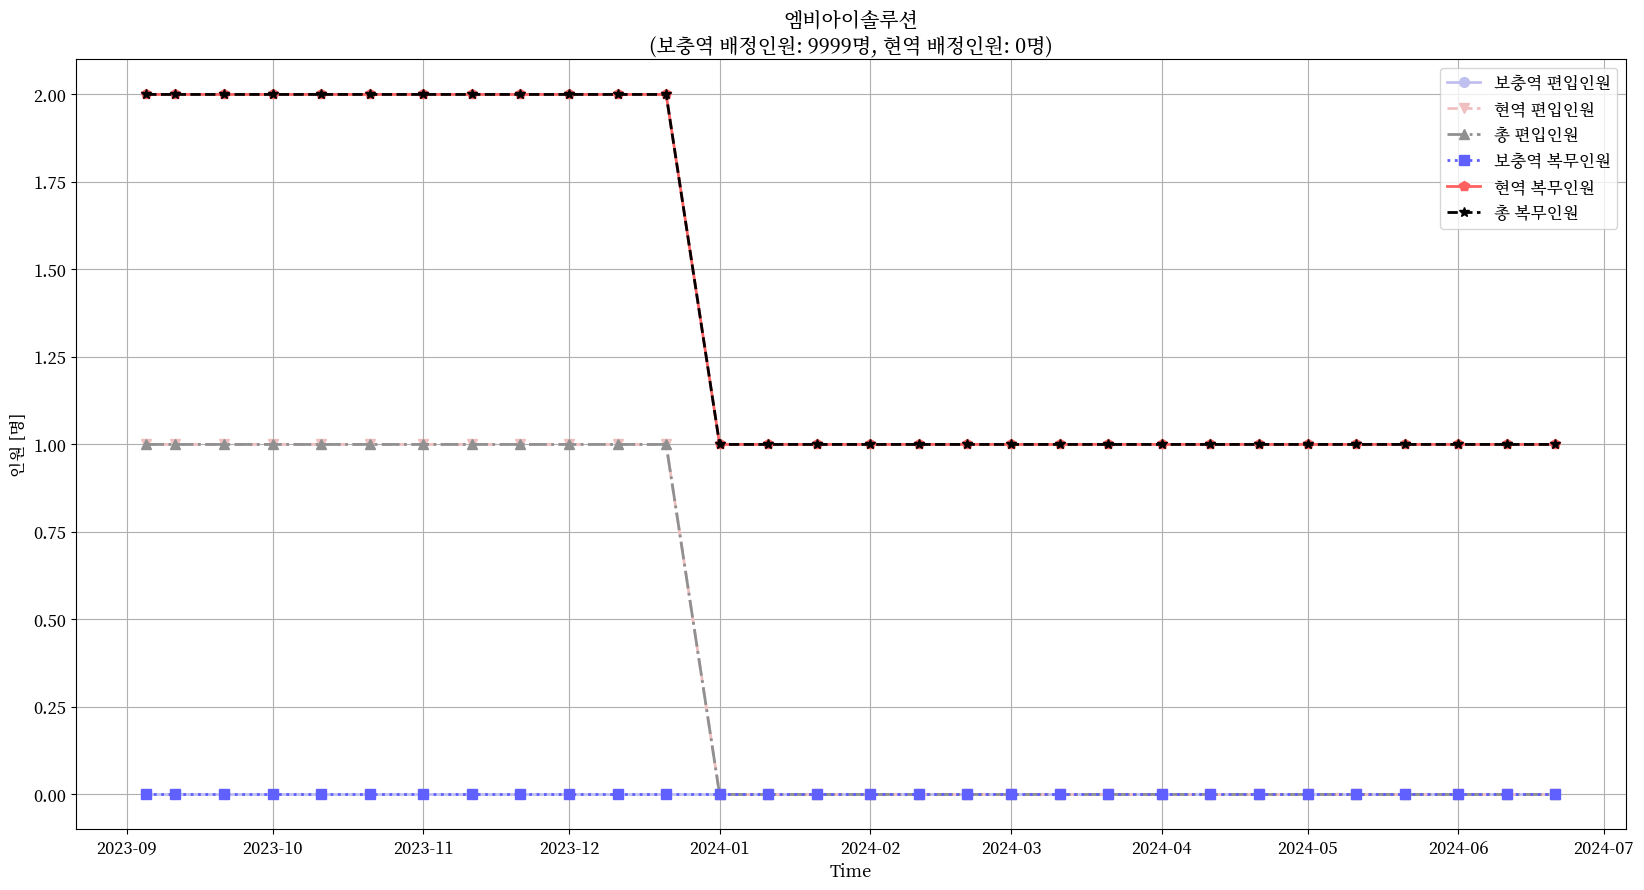 엠비아이솔루션
(보충역 배정인원: 9999명, 현역 배정인원: 0명)
보충역 편입인원
현역 편입인원
총 편입인원
보충역 복무인원
현역 복무인원
총 복무인원
2.00
1.75
1.50
1.25
1.00
0.75
0.50
0.25
0.00
인원 [명]
2023-09 2023-10 2023-11 2023-12 2024-01 2024-02 2024-03 2024-04 2024-05 2024-06 2024-07
Time